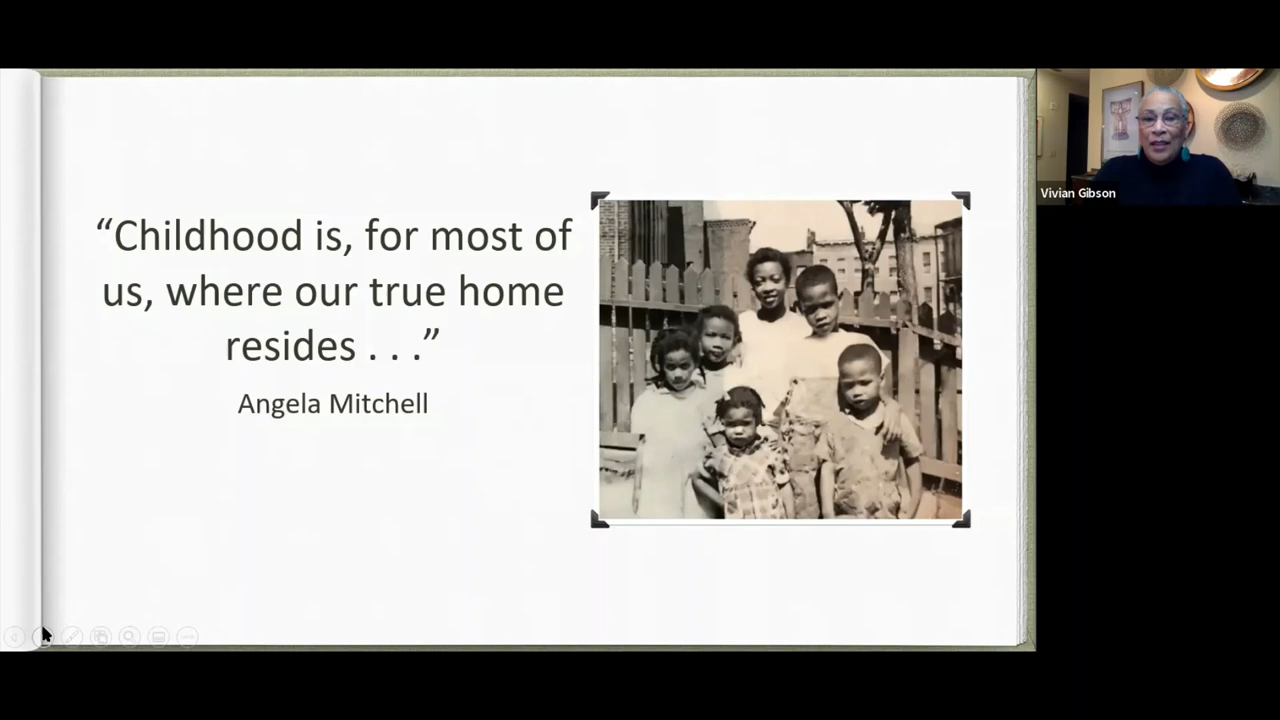 “Childhood is, for most of
us, where our true home
resides . . .”
Angela Mitchell
Vivian Gibson